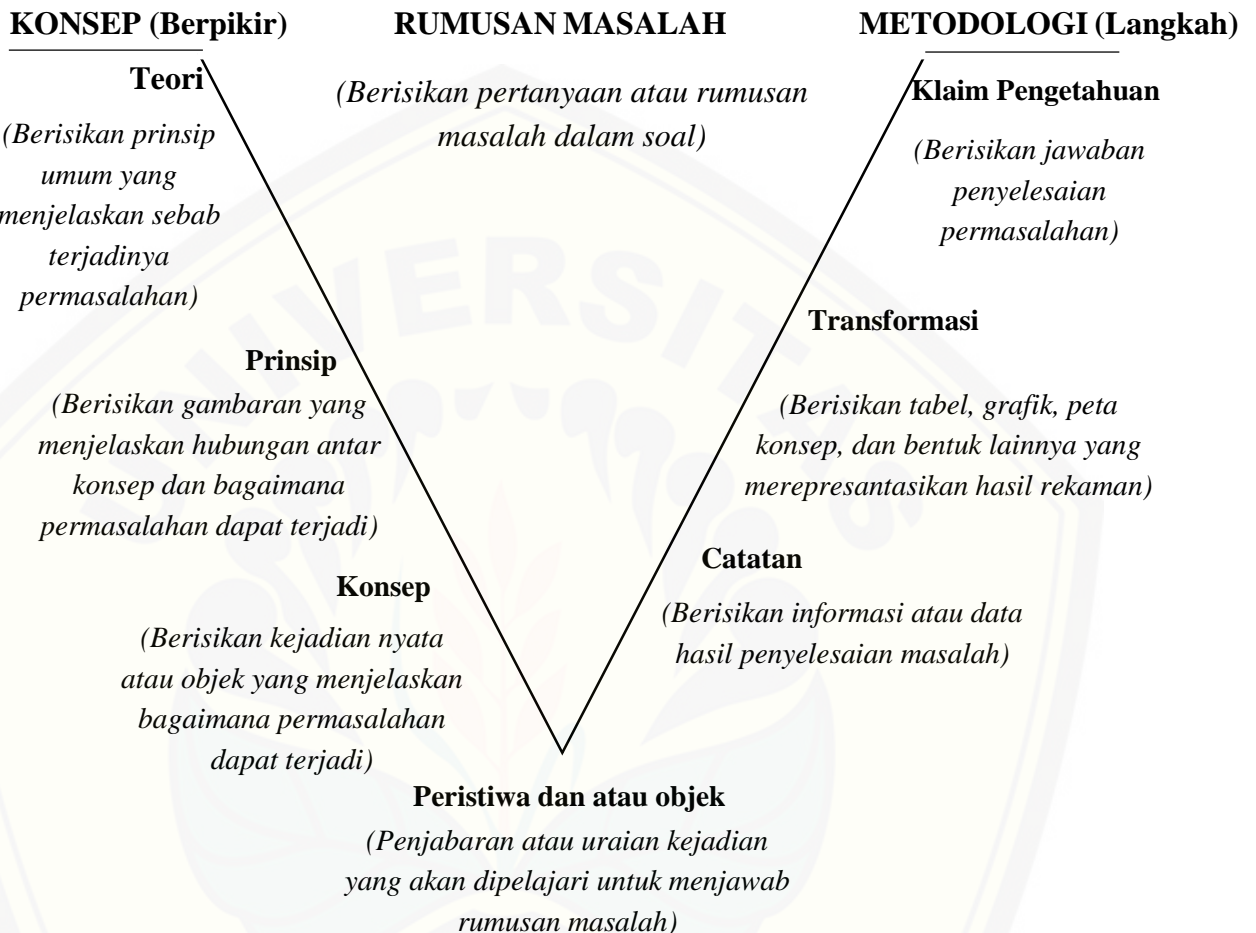 KONSEP (Berpikir)
RUMUSAN MASALAH
METODOLOGI (Langkah)
Teori
(Berisikan prinsip
umum yang
menjelaskan sebab
terjadinya
permasalahan)
(Berisikan pertanyaan atau rumusan
masalah dalam soal)
Klaim Pengetahuan
(Berisikan jawaban
penyelesaian
permasalahan)
Prinsip
(Berisikan gambaran yang
menjelaskan hubungan antar
konsep dan bagaimana
permasalahan dapat terjadi)
Transformasi
(Berisikan tabel, grafik, peta
konsep, dan bentuk lainnya yang
merepresantasikan hasil rekaman)
Konsep
(Berisikan kejadian nyata
atau objek yang menjelaskan
bagaimana permasalahan
dapat terjadi)
Catatan
(Berisikan informasi atau data
hasil penyelesaian masalah)
Peristiwa dan atau objek
(Penjabaran atau uraian kejadian
yang akan dipelajari untuk menjawab
rumusan masalah)
UNIVERSITAS